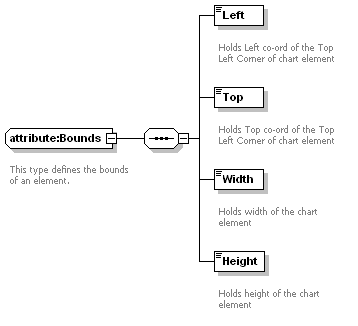 Left
Holds Left co-ord of the Top
Left Corner of chart element
Top
Holds Top co-ord of the Top
Left Corner of chart element
attribute:Bounds
This type defines the bounds
of an element.
Width
Holds width of the chart
element
Height
Holds height of the chart
element